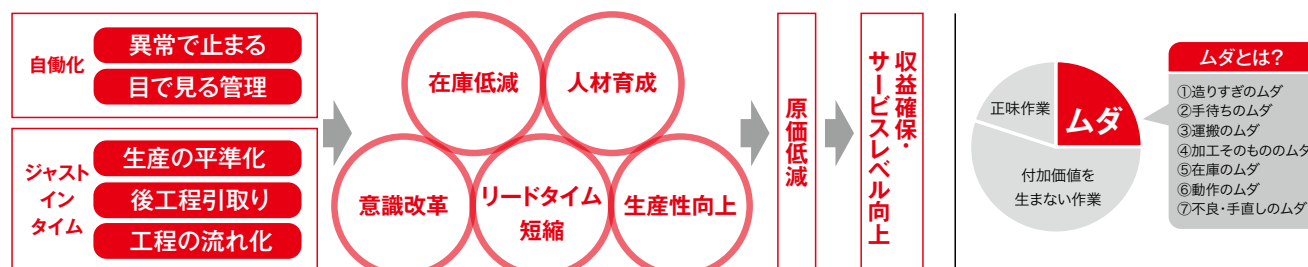 自働化
異常で止まる
目で見る管理
ジャスト
イン
タイム
生産の平準化
後工程引取り
工程の流れ化
在庫低減
人材育成
意識改革
リードタイム
短縮
生産性向上
原価低減
収益確保・
サービスレベル向上
正味作業
ムダ
付加価値を
生まない作業
ムダとは?
①造りすぎのムダ
②手待ちのムダ
③運搬のムダ
④加工そのもののムダ
⑤在庫のムダ
⑥動作のムダ
⑦不良・手直しのムダ